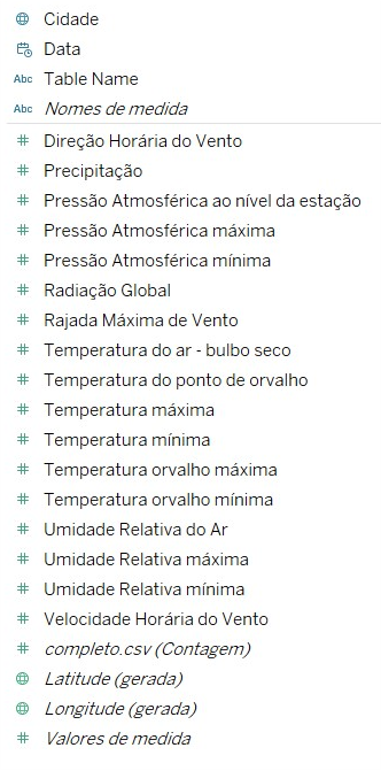 Cidade
Data
Abc Table Name
Abc Nomes de medida
# Direção Horária do Vento
# Precipitação
# Pressão Atmosférica ao nível da estação
# Pressão Atmosférica máxima
# Pressão Atmosférica mínima
# Radiação Global
# Rajada Máxima de Vento
# Temperatura do ar - bulbo seco
# Temperatura do ponto de orvalho
# Temperatura máxima
# Temperatura mínima
# Temperatura orvalho máxima
# Temperatura orvalho mínima
# Umidade Relativa do Ar
# Umidade Relativa máxima
# Umidade Relativa mínima
# Velocidade Horária do Vento
# completo.csv (Contagem)
Latitude (gerada)
Longitude (gerada)
# Valores de medida